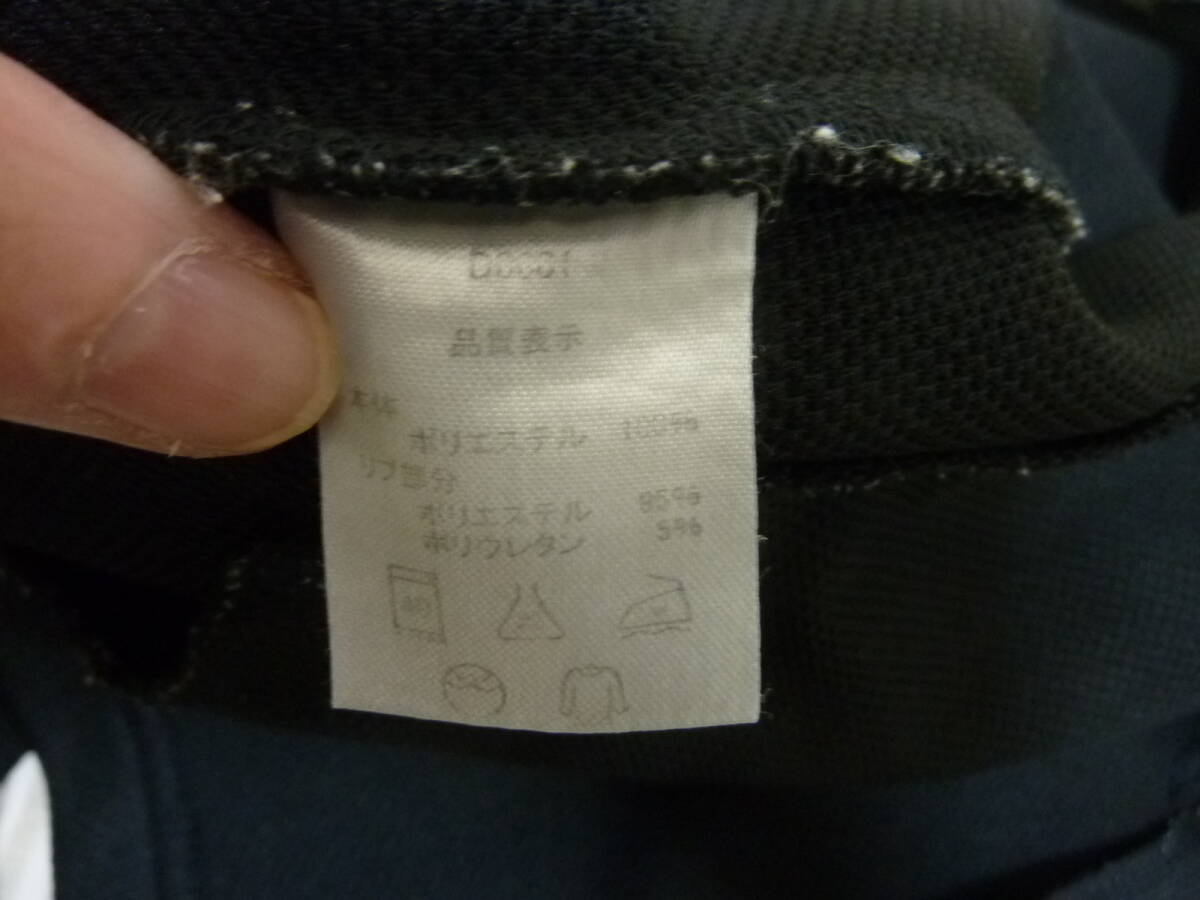 品質表示
本体
ポリエステル 100%
リブ部分
ポリエステル 95%
ポリウレタン 5%
40